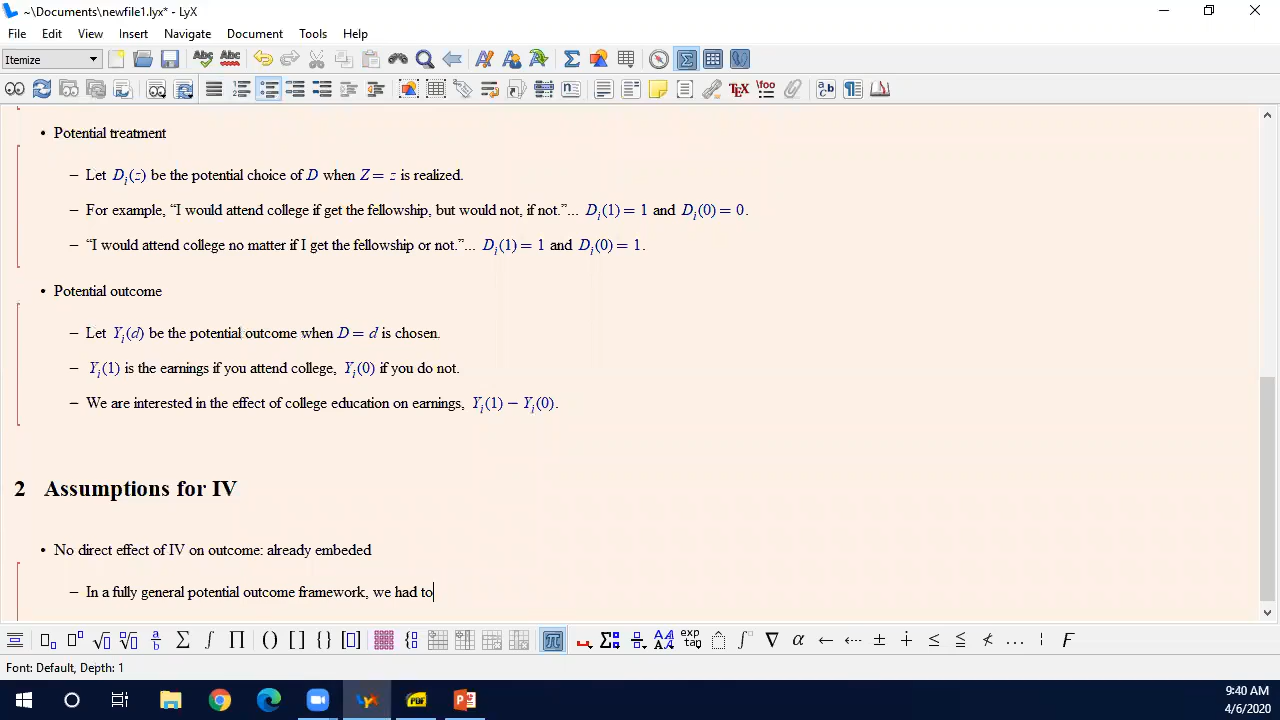 ~\Documents\newfile1.lyx* - LyX
File Edit View Insert Navigate Document Tools Help
Itemize
• Potential treatment
– Let D_i(z) be the potential choice of D when Z = z is realized.
– For example, “I would attend college if get the fellowship, but would not, if not.”... D_i(1) = 1 and D_i(0) = 0.
– “I would attend college no matter if I get the fellowship or not.”... D_i(1) = 1 and D_i(0) = 1.
• Potential outcome
– Let Y_i(d) be the potential outcome when D = d is chosen.
– Y_i(1) is the earnings if you attend college, Y_i(0) if you do not.
– We are interested in the effect of college education on earnings, Y_i(1) − Y_i(0).
2 Assumptions for IV
• No direct effect of IV on outcome: already embeded
– In a fully general potential outcome framework, we had to
Font: Default, Depth: 1
9:40 AM
4/6/2020